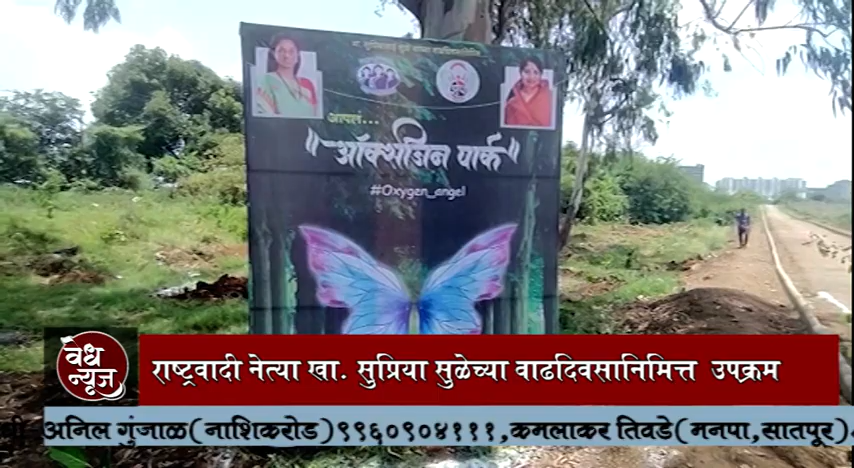 आपलं...
"ऑक्सिजन पार्क"
#Oxygen_angel
वेध
न्यूज
राष्ट्रवादी नेत्या खा. सुप्रिया सुळेच्या वाढदिवसानिमित्त उपक्रम
अनिल गुंजाळ(नाशिकरोड)९९६०९०४१११,कमलाकर तिवडे(मनपा,सातपूर)